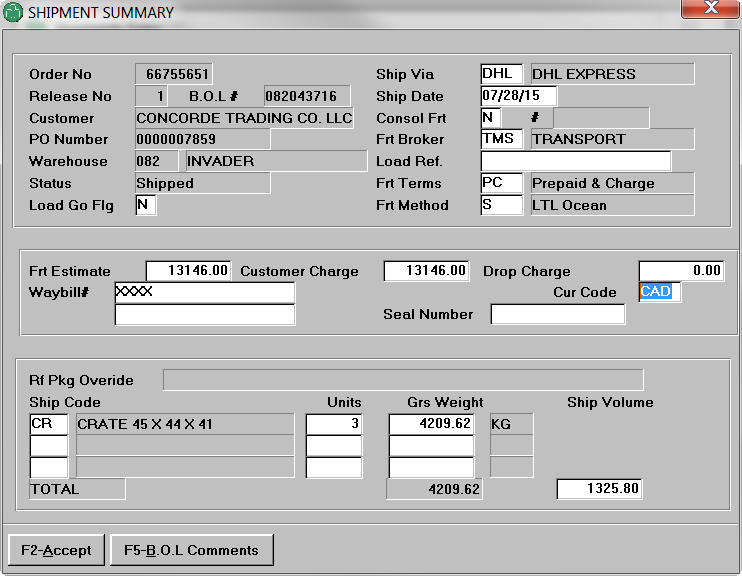 SHIPMENT SUMMARY
Order No 66755651 Ship Via DHL DHL EXPRESS
Release No 1 B.O.L # 082043716 Ship Date 07/28/15
Customer CONCORDE TRADING CO. LLC Consol Frt N #
PO Number 0000007859 Frt Broker TMS TRANSPORT
Warehouse 082 INVADER Load Ref.
Status Shipped Frt Terms PC Prepaid & Charge
Load Go Flg N Frt Method S LTL Ocean
Frt Estimate 13146.00 Customer Charge 13146.00 Drop Charge 0.00
Waybill# XXXX Cur Code CAD
Seal Number
Rf Pkg Overide
Ship Code Units Grs Weight Ship Volume
CR CRATE 45 X 44 X 41 3 4209.62 KG
TOTAL 4209.62 1325.80
F2-Accept F5-B.O.L Comments